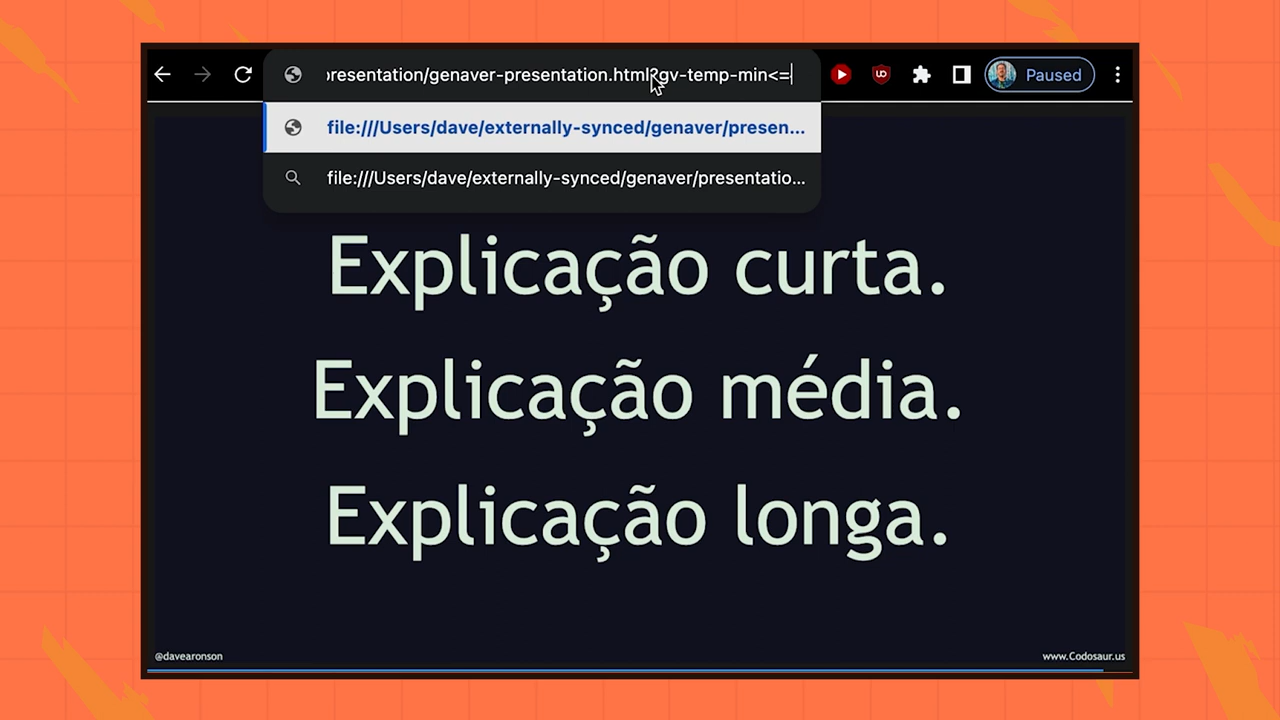 presentation/genaver-presentation.html?gv-temp-min<=
Paused
file:///Users/dave/externally-synced/genaver/presen...
file:///Users/dave/externally-synced/genaver/presentatio...
Explicação curta.
Explicação média.
Explicação longa.
@davearonson
www.Codosaur.us